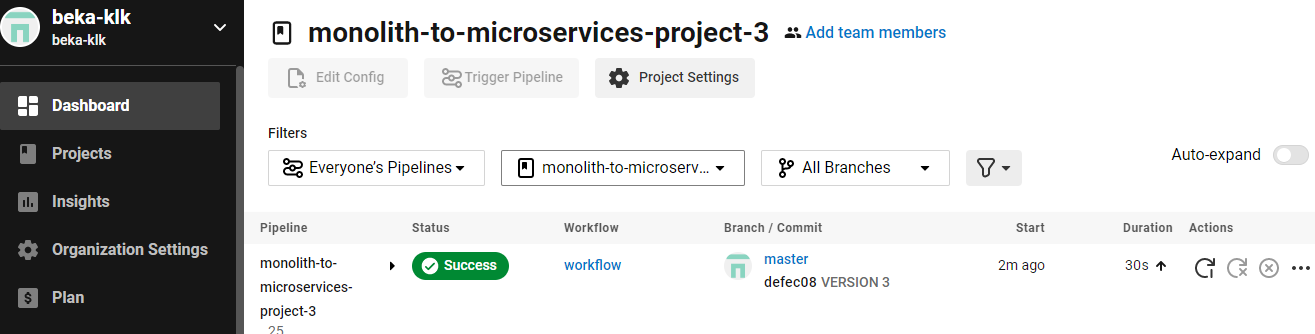 beka-klk
beka-klk
Dashboard
Projects
Insights
Organization Settings
Plan
monolith-to-microservices-project-3
Add team members
Edit Config
Trigger Pipeline
Project Settings
Filters
Everyone's Pipelines
monolith-to-microserv...
All Branches
Auto-expand
Pipeline Status Workflow Branch / Commit Start Duration Actions
monolith-to-
microservices-
project-3
25
Success
workflow
master
defec08 VERSION 3
2m ago
30s